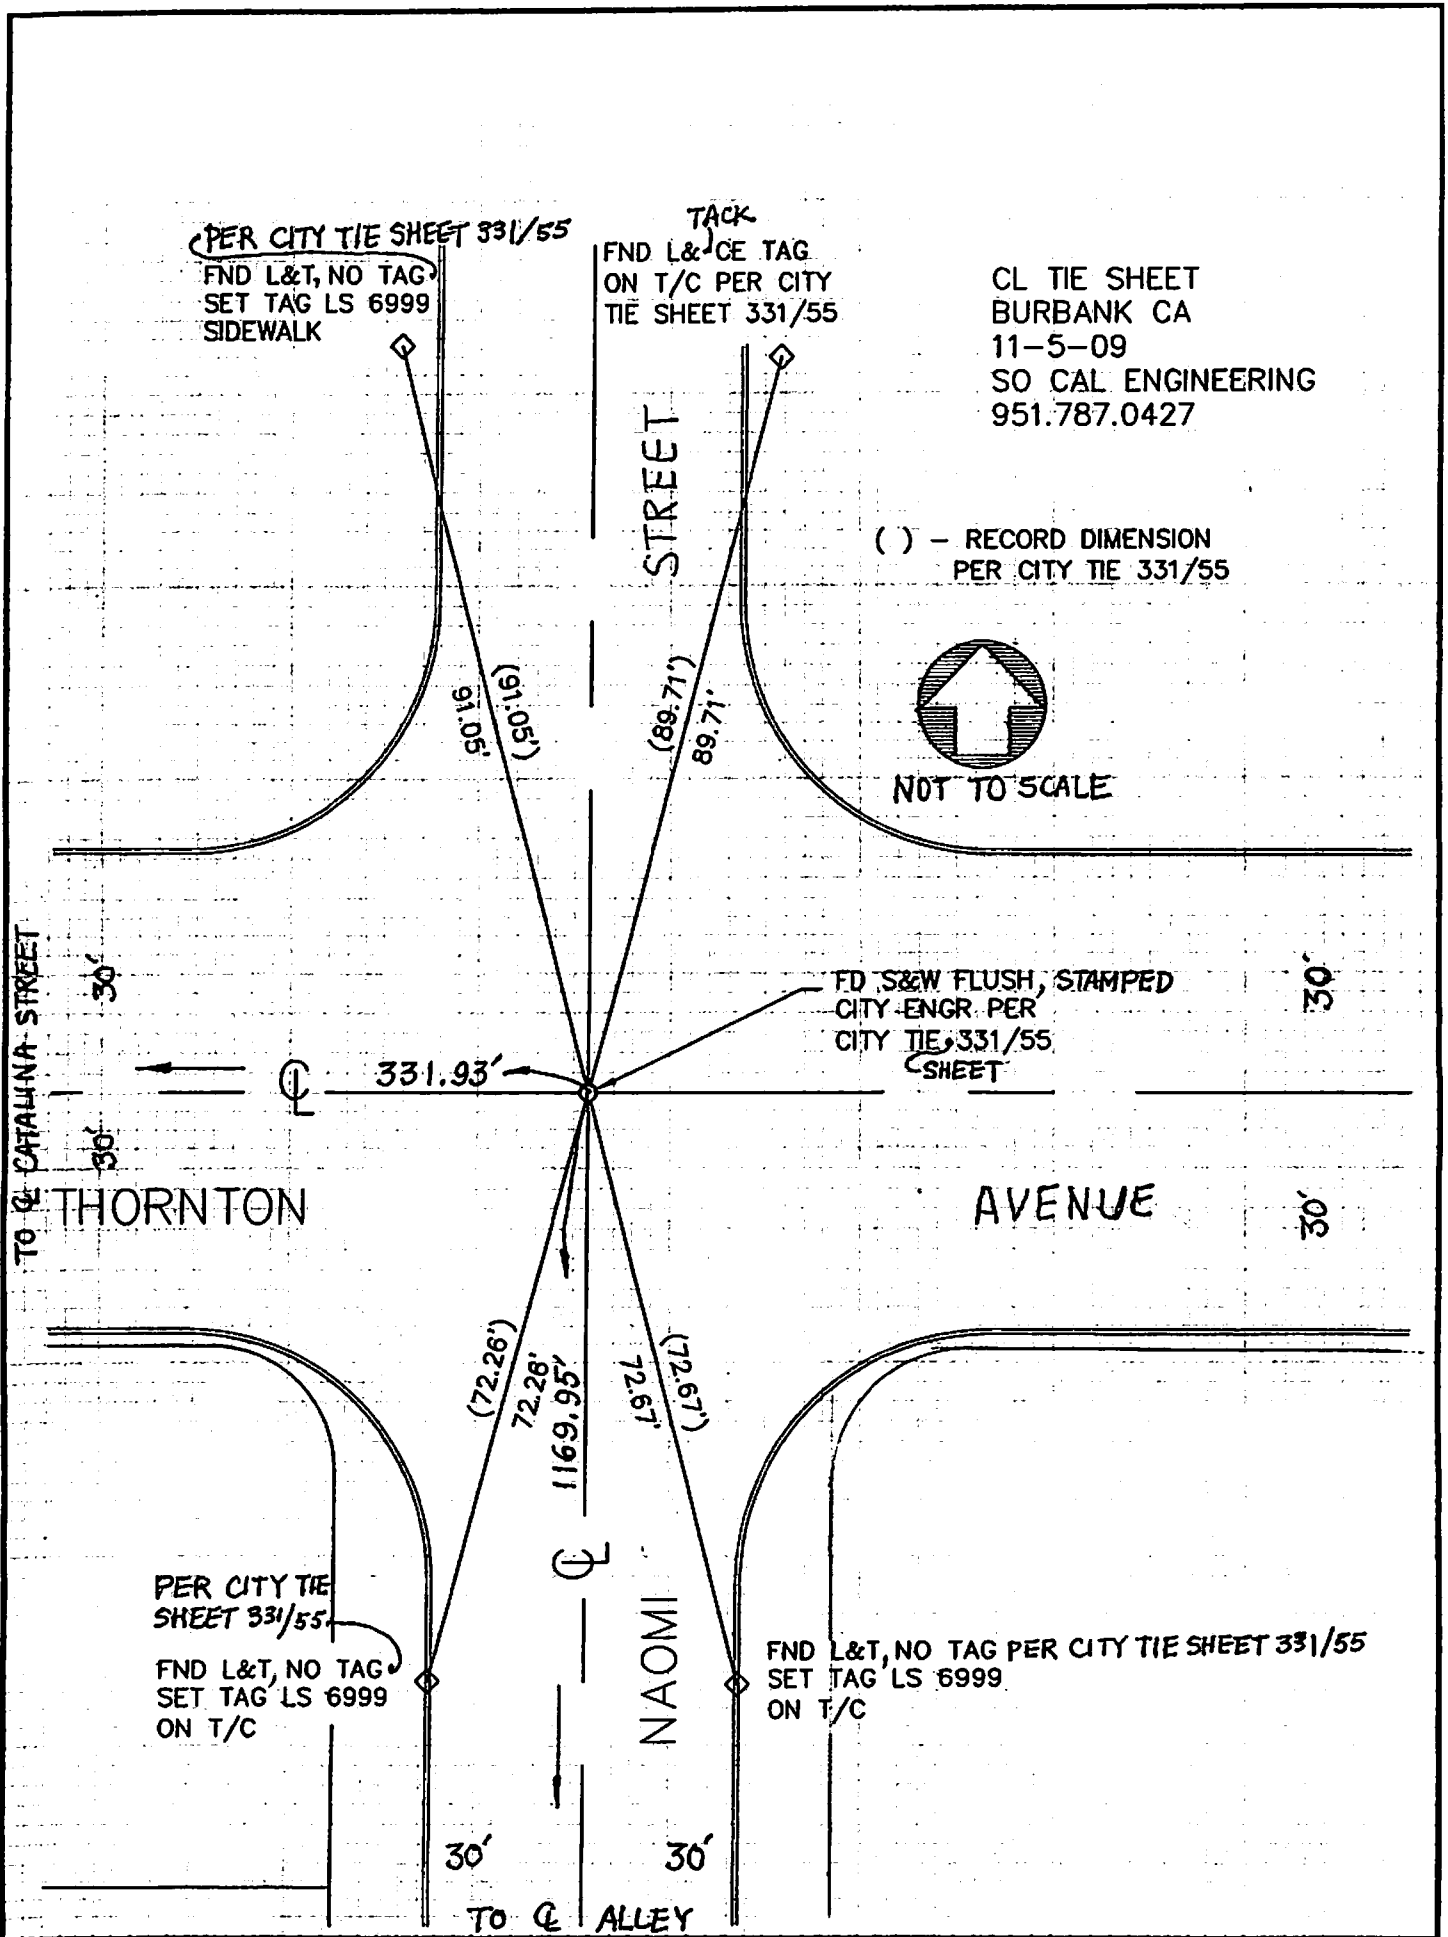 PER CITY TIE SHEET 331/55
FND L&T, NO TAG
SET TAG LS 6999
SIDEWALK
TACK
FND L& CE TAG
ON T/C PER CITY
TIE SHEET 331/55
CL TIE SHEET
BURBANK CA
11-5-09
SO CAL ENGINEERING
951.787.0427
STREET
( ) - RECORD DIMENSION
PER CITY TIE 331/55
(91.05')
91.05'
(89.71')
89.71'
NOT TO SCALE
TO CL CATALINA STREET
30'
30'
FD S&W FLUSH, STAMPED
CITY ENGR PER
CITY TIE 331/55
SHEET
30'
CL
331.93'
THORNTON
AVENUE
30'
(72.26')
72.26'
1169.95'
72.67'
(72.67')
CL
NAOMI
PER CITY TIE
SHEET 331/55
FND L&T, NO TAG
SET TAG LS 6999
ON T/C
FND L&T, NO TAG PER CITY TIE SHEET 331/55
SET TAG LS 6999
ON T/C
30'
30'
TO CL ALLEY